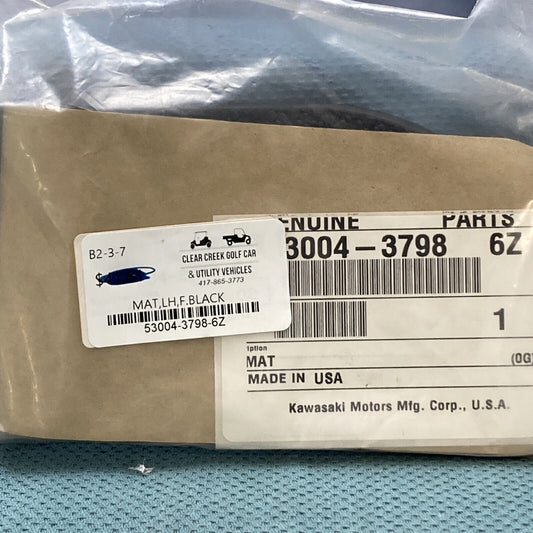 B2-3-7
CLEAR CREEK GOLF CAR
& UTILITY VEHICLES
417-865-3773
MAT,LH,F.BLACK
53004-3798-6Z
ENUINE PARTS
3004-3798 6Z
1
iption
MAT (0G)
MADE IN USA
Kawasaki Motors Mfg. Corp., U.S.A.